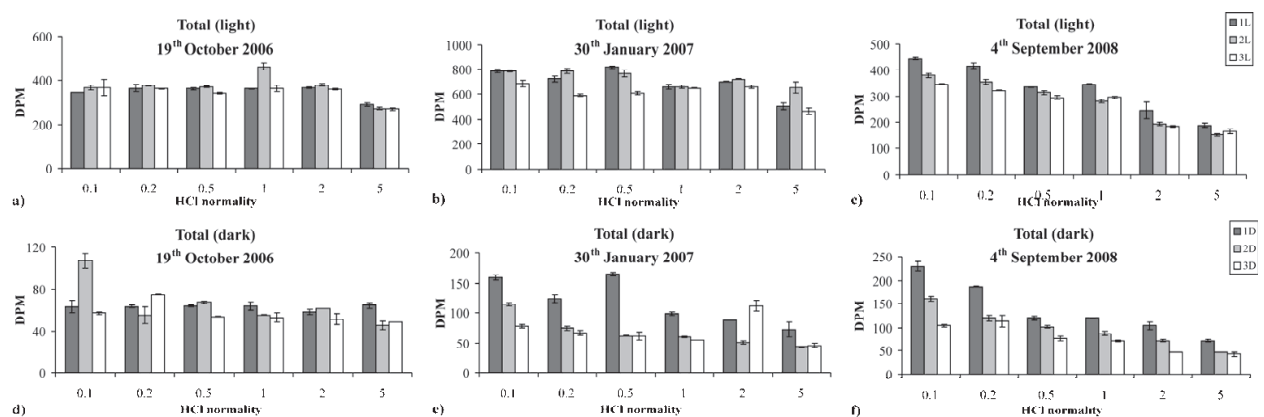 Total (light)
19th October 2006
600
400
200
0
DPM
0.1 0.2 0.5 1 2 5
HCl normality
a)
Total (light)
30th January 2007
1000
800
600
400
200
0
DPM
0.1 0.2 0.5 1 2 5
HCl normality
b)
Total (light)
4th September 2008
500
400
300
200
100
0
DPM
0.1 0.2 0.5 1 2 5
HCl normality
c)
1L
2L
3L
Total (dark)
19th October 2006
120
80
40
0
DPM
0.1 0.2 0.5 1 2 5
HCl normality
d)
Total (dark)
30th January 2007
200
150
100
50
0
DPM
0.1 0.2 0.5 1 2 5
HCl normality
e)
Total (dark)
4th September 2008
250
200
150
100
50
0
DPM
0.1 0.2 0.5 1 2 5
HCl normality
f)
1D
2D
3D